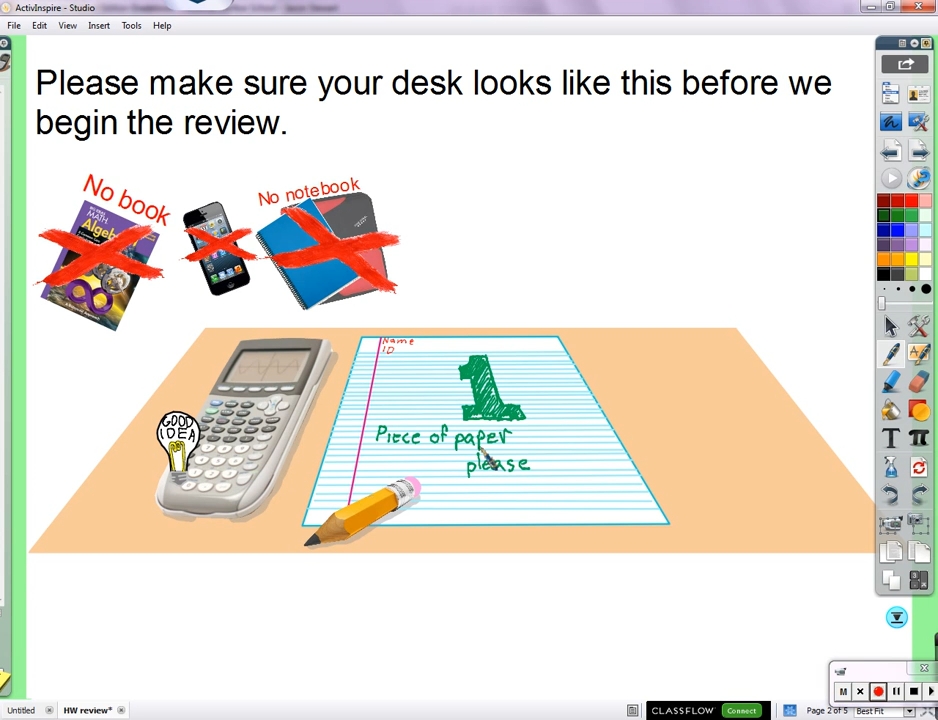 ActivInspire - Studio
File Edit View Insert Tools Help
Please make sure your desk looks like this before we
begin the review.
No book
No notebook
MATH
Algebra
GOOD
IDEA
Name
ID
1
Piece of paper
please
Untitled
HW review*
CLASSFLOW Connect
Page 2 of 5
Best Fit
M